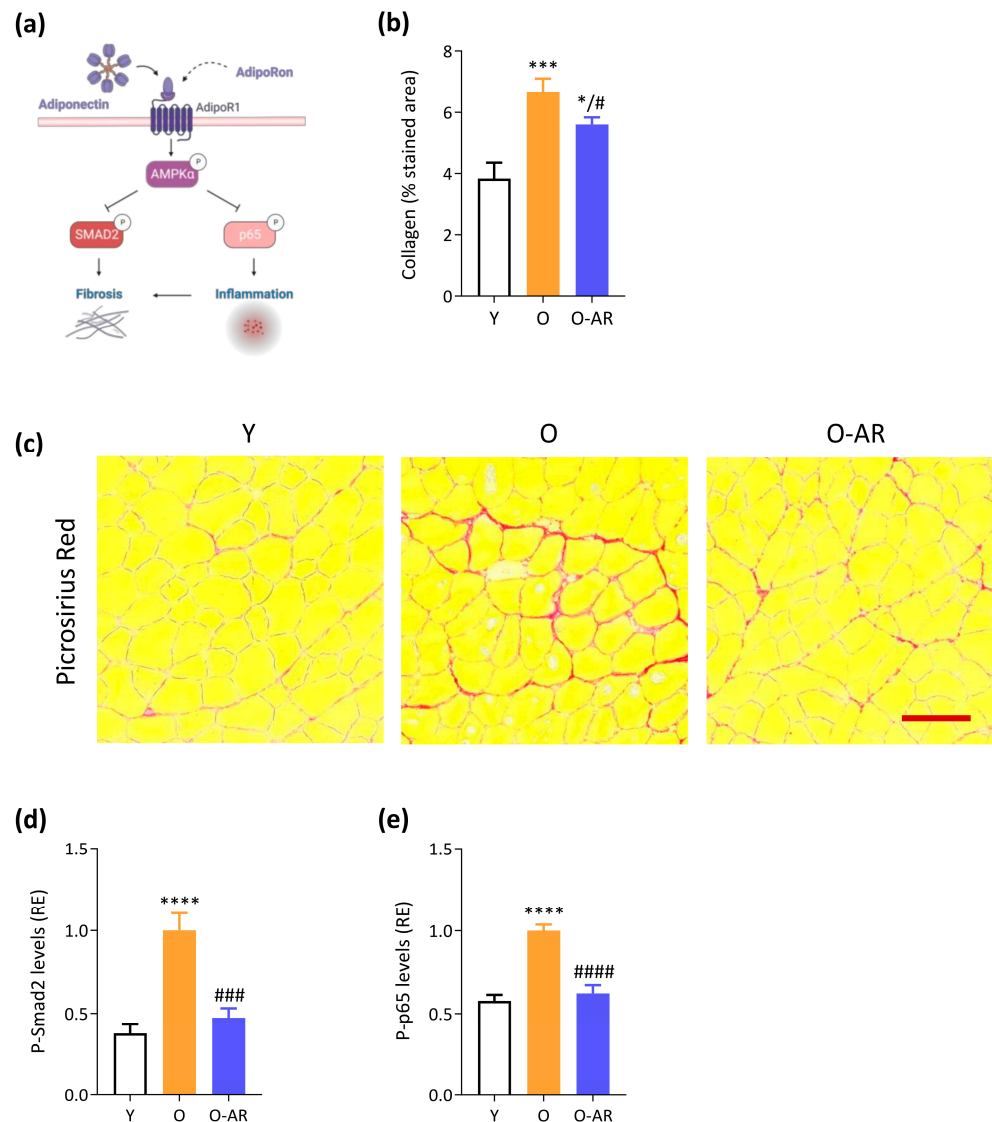 (a)
Adiponectin
AdipoRon
AdipoR1
P
AMPKα
P
SMAD2
P
p65
Fibrosis
Inflammation
(b)
Collagen (% stained area)
8
6
4
2
0
***
*/#
Y O O-AR
(c)
Y O O-AR
Picrosirius Red
(d)
P-Smad2 levels (RE)
1.5
1.0
0.5
0.0
****
###
Y O O-AR
(e)
P-p65 levels (RE)
1.5
1.0
0.5
0.0
****
####
Y O O-AR